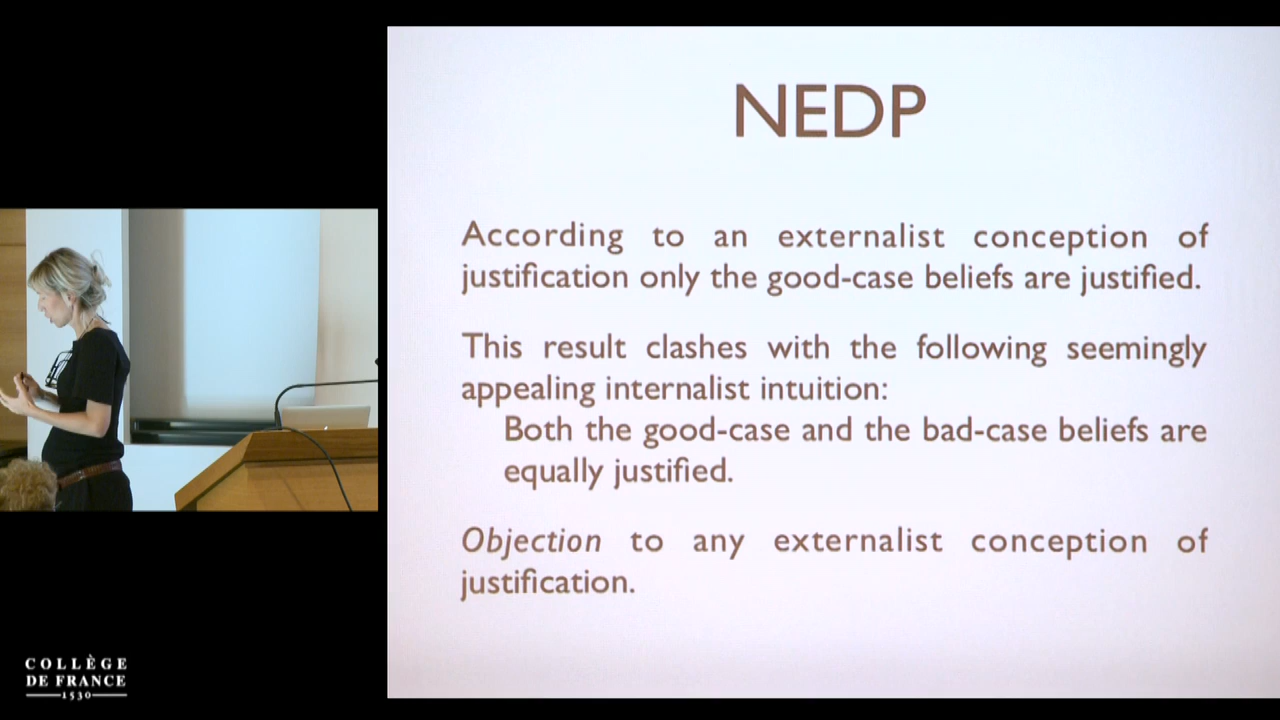 NEDP
According to an externalist conception of
justification only the good-case beliefs are justified.
This result clashes with the following seemingly
appealing internalist intuition:
Both the good-case and the bad-case beliefs are
equally justified.
Objection to any externalist conception of
justification.
COLLÈGE
DE FRANCE
1530